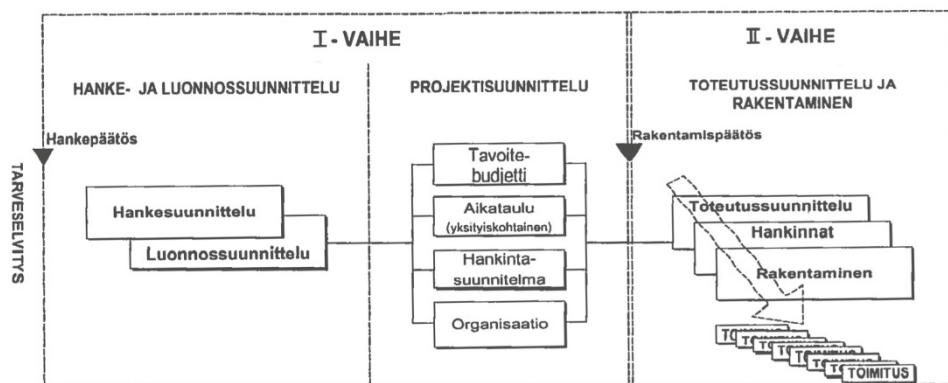 I - VAIHE
II - VAIHE
HANKE- JA LUONNOSSUUNNITTELU
PROJEKTISUUNNITTELU
TOTEUTUSSUUNNITTELU JA
RAKENTAMINEN
Hankepäätös
Rakentamispäätös
TARVESELVITYS
Hankesuunnittelu
Luonnossuunnittelu
Tavoite-
budjetti
Aikataulu
(yksityiskohtainen)
Hankinta-
suunnitelma
Organisaatio
Toteutussuunnittelu
Hankinnat
Rakentaminen
TOIMITUS